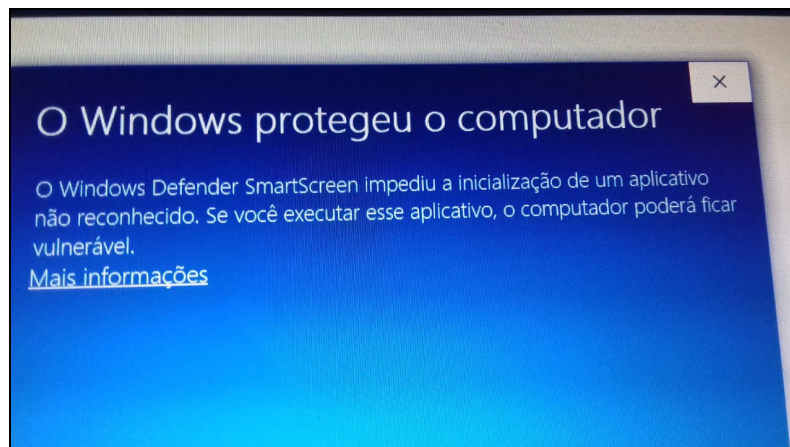 O Windows protegeu o computador
O Windows Defender SmartScreen impediu a inicialização de um aplicativo
não reconhecido. Se você executar esse aplicativo, o computador poderá ficar
vulnerável.
Mais informações